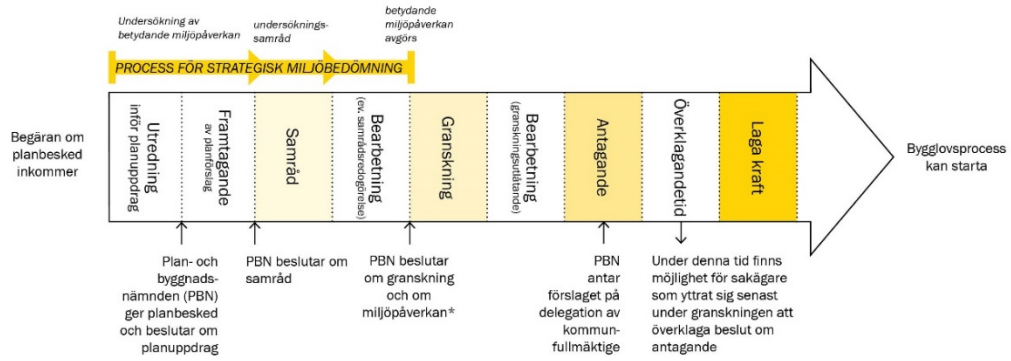 Undersökning av
betydande miljöpåverkan
undersöknings-
samråd
betydande
miljöpåverkan
avgörs
PROCESS FÖR STRATEGISK MILJÖBEDÖMNING
Begäran om
planbesked
inkommer
Utredning
inför planuppdrag
Framtagande
av planförslag
Samråd
Bearbetning
(ev. samrådsredogörelse)
Granskning
Bearbetning
(granskningsutlåtande)
Antagande
Överklagandetid
Laga kraft
Bygglovsprocess
kan starta
Plan- och
byggnads-
nämnden (PBN)
ger planbesked
och beslutar om
planuppdrag
PBN beslutar om
samråd
PBN beslutar
om granskning
och om
miljöpåverkan*
PBN
antar
förslaget på
delegation av
kommun-
fullmäktige
Under denna tid finns
möjlighet för sakägare
som yttrat sig senast
under granskningen att
överklaga beslut om
antagande